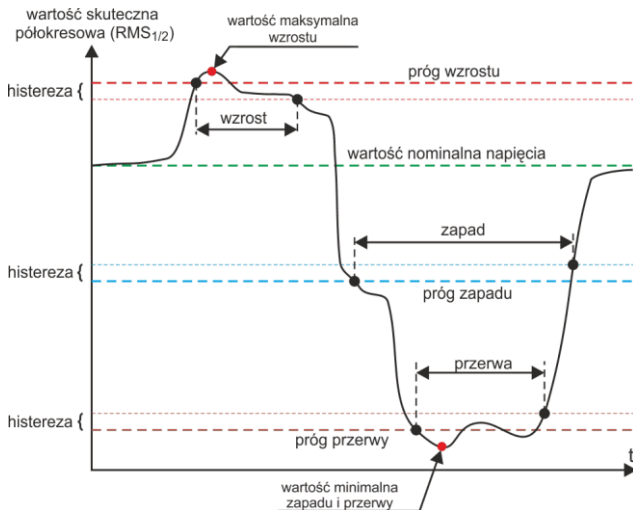 wartość skuteczna
półokresowa (RMS1/2)
wartość maksymalna
wzrostu
próg wzrostu
histereza {
wzrost
wartość nominalna napięcia
zapad
histereza {
próg zapadu
przerwa
histereza {
próg przerwy
t
wartość minimalna
zapadu i przerwy